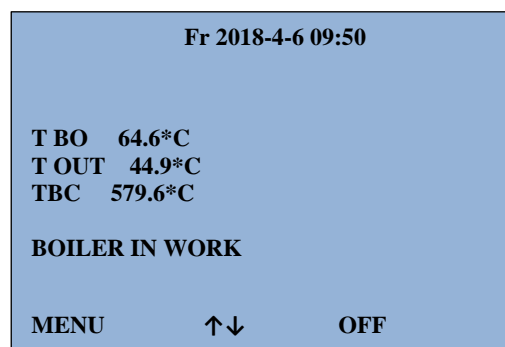 Fr 2018-4-6 09:50
T BO 64.6*C
T OUT 44.9*C
TBC 579.6*C
BOILER IN WORK
MENU ↑↓ OFF